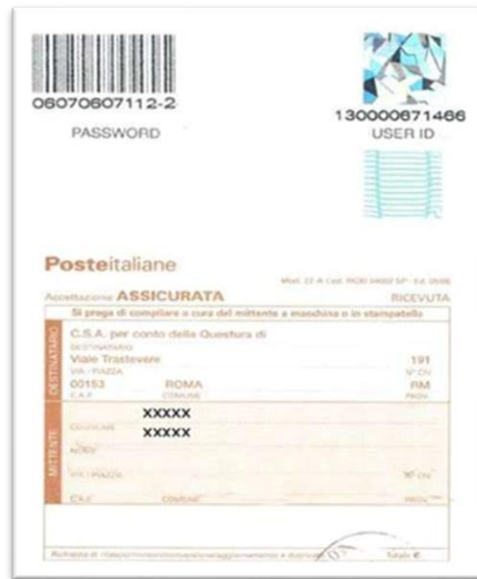 06070607112-2
PASSWORD
130000671466
USER ID
Posteitaliane
Accettazione ASSICURATA RICEVUTA
Si prega di compilare a cura del mittente a macchina o in stampatello
DESTINATARIO
C.S.A. per conto della Questura di
DESTINATARIO
Viale Trastevere 191
VIA / PIAZZA N° CIV
00153 ROMA RM
C.A.P. COMUNE PROV.
MITTENTE
XXXXX
COGNOME
XXXXX
NOME
VIA / PIAZZA N° CIV
C.A.P. COMUNE PROV.
Totale €